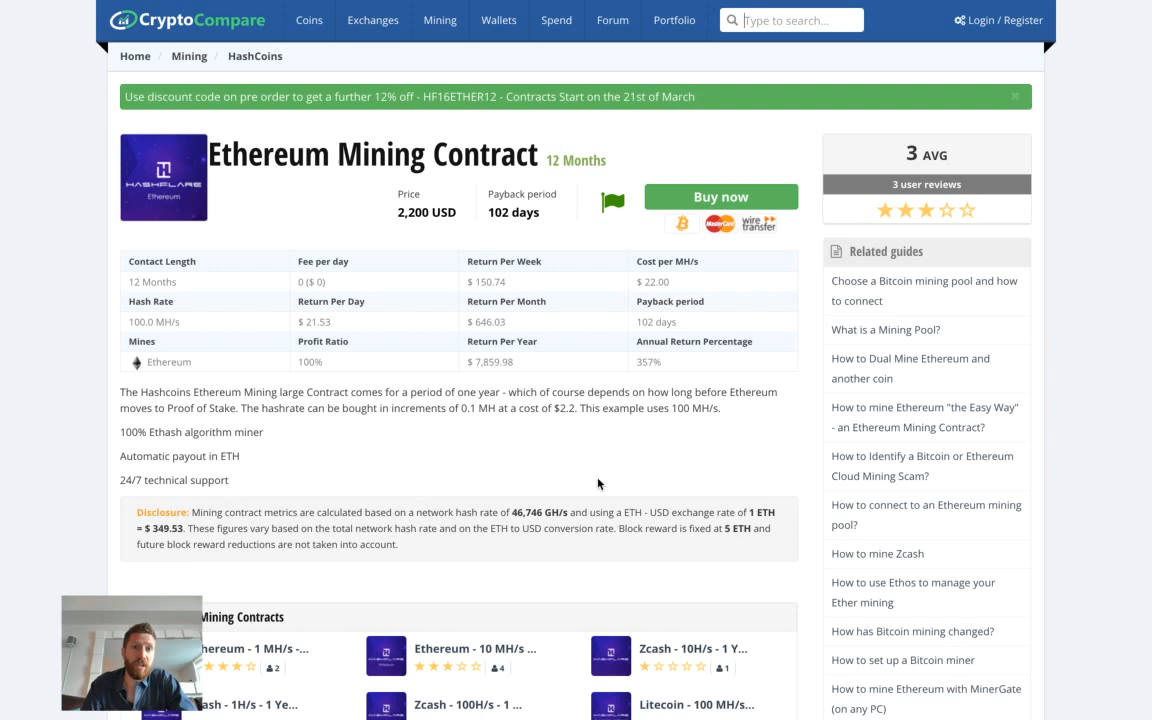 CryptoCompare
Coins
Exchanges
Mining
Wallets
Spend
Forum
Portfolio
Type to search...
Login / Register
Home / Mining / HashCoins
Use discount code on pre order to get a further 12% off - HF16ETHER12 - Contracts Start on the 21st of March
×
HASHFLARE
Ethereum
Ethereum Mining Contract 12 Months
Price
2,200 USD
Payback period
102 days
Buy now
MasterCard
wire
transfer
Contact Length
Fee per day
Return Per Week
Cost per MH/s
12 Months
0 ($ 0)
$ 150.74
$ 22.00
Hash Rate
Return Per Day
Return Per Month
Payback period
100.0 MH/s
$ 21.53
$ 646.03
102 days
Mines
Profit Ratio
Return Per Year
Annual Return Percentage
Ethereum
100%
$ 7,859.98
357%
The Hashcoins Ethereum Mining large Contract comes for a period of one year - which of course depends on how long before Ethereum
moves to Proof of Stake. The hashrate can be bought in increments of 0.1 MH at a cost of $2.2. This example uses 100 MH/s.
100% Ethash algorithm miner
Automatic payout in ETH
24/7 technical support
Disclosure: Mining contract metrics are calculated based on a network hash rate of 46,746 GH/s and using a ETH - USD exchange rate of 1 ETH
= $ 349.53. These figures vary based on the total network hash rate and on the ETH to USD conversion rate. Block reward is fixed at 5 ETH and
future block reward reductions are not taken into account.
Mining Contracts
hereum - 1 MH/s -...
2
Ethereum - 10 MH/s ...
4
Zcash - 10H/s - 1 Y...
1
ash - 1H/s - 1 Ye...
Zcash - 100H/s - 1 ...
Litecoin - 100 MH/s...
3 AVG
3 user reviews
Related guides
Choose a Bitcoin mining pool and how
to connect
What is a Mining Pool?
How to Dual Mine Ethereum and
another coin
How to mine Ethereum "the Easy Way"
- an Ethereum Mining Contract?
How to Identify a Bitcoin or Ethereum
Cloud Mining Scam?
How to connect to an Ethereum mining
pool?
How to mine Zcash
How to use Ethos to manage your
Ether mining
How has Bitcoin mining changed?
How to set up a Bitcoin miner
How to mine Ethereum with MinerGate
(on any PC)